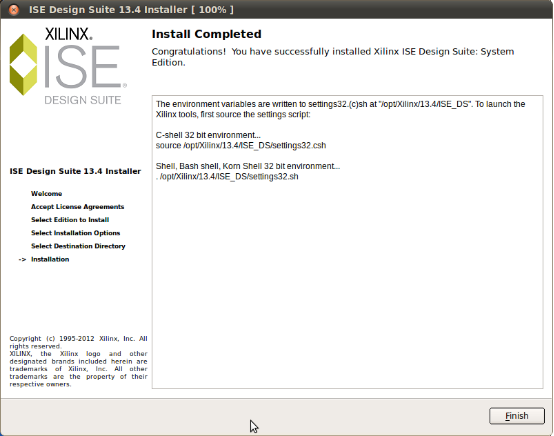 ISE Design Suite 13.4 Installer [ 100% ]
XILINX®
ISE®
DESIGN SUITE
Install Completed
Congratulations! You have successfully installed Xilinx ISE Design Suite: System
Edition.
The environment variables are written to settings32.(c)sh at "/opt/Xilinx/13.4/ISE_DS". To launch the
Xilinx tools, first source the settings script:
C-shell 32 bit environment...
source /opt/Xilinx/13.4/ISE_DS/settings32.csh
Shell, Bash shell, Korn Shell 32 bit environment...
. /opt/Xilinx/13.4/ISE_DS/settings32.sh
ISE Design Suite 13.4 Installer
Welcome
Accept License Agreements
Select Edition to Install
Select Installation Options
Select Destination Directory
-> Installation
Copyright (c) 1995-2012 Xilinx, Inc. All
rights reserved.
XILINX, the Xilinx logo and other
designated brands included herein are
trademarks of Xilinx, Inc. All other
trademarks are the property of their
respective owners.
Finish